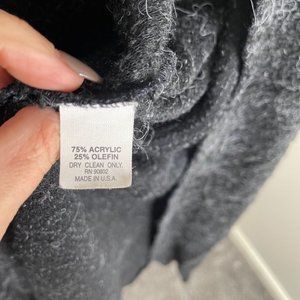 75% ACRYLIC
25% OLEFIN
DRY CLEAN ONLY.
RN 90802
MADE IN U.S.A.